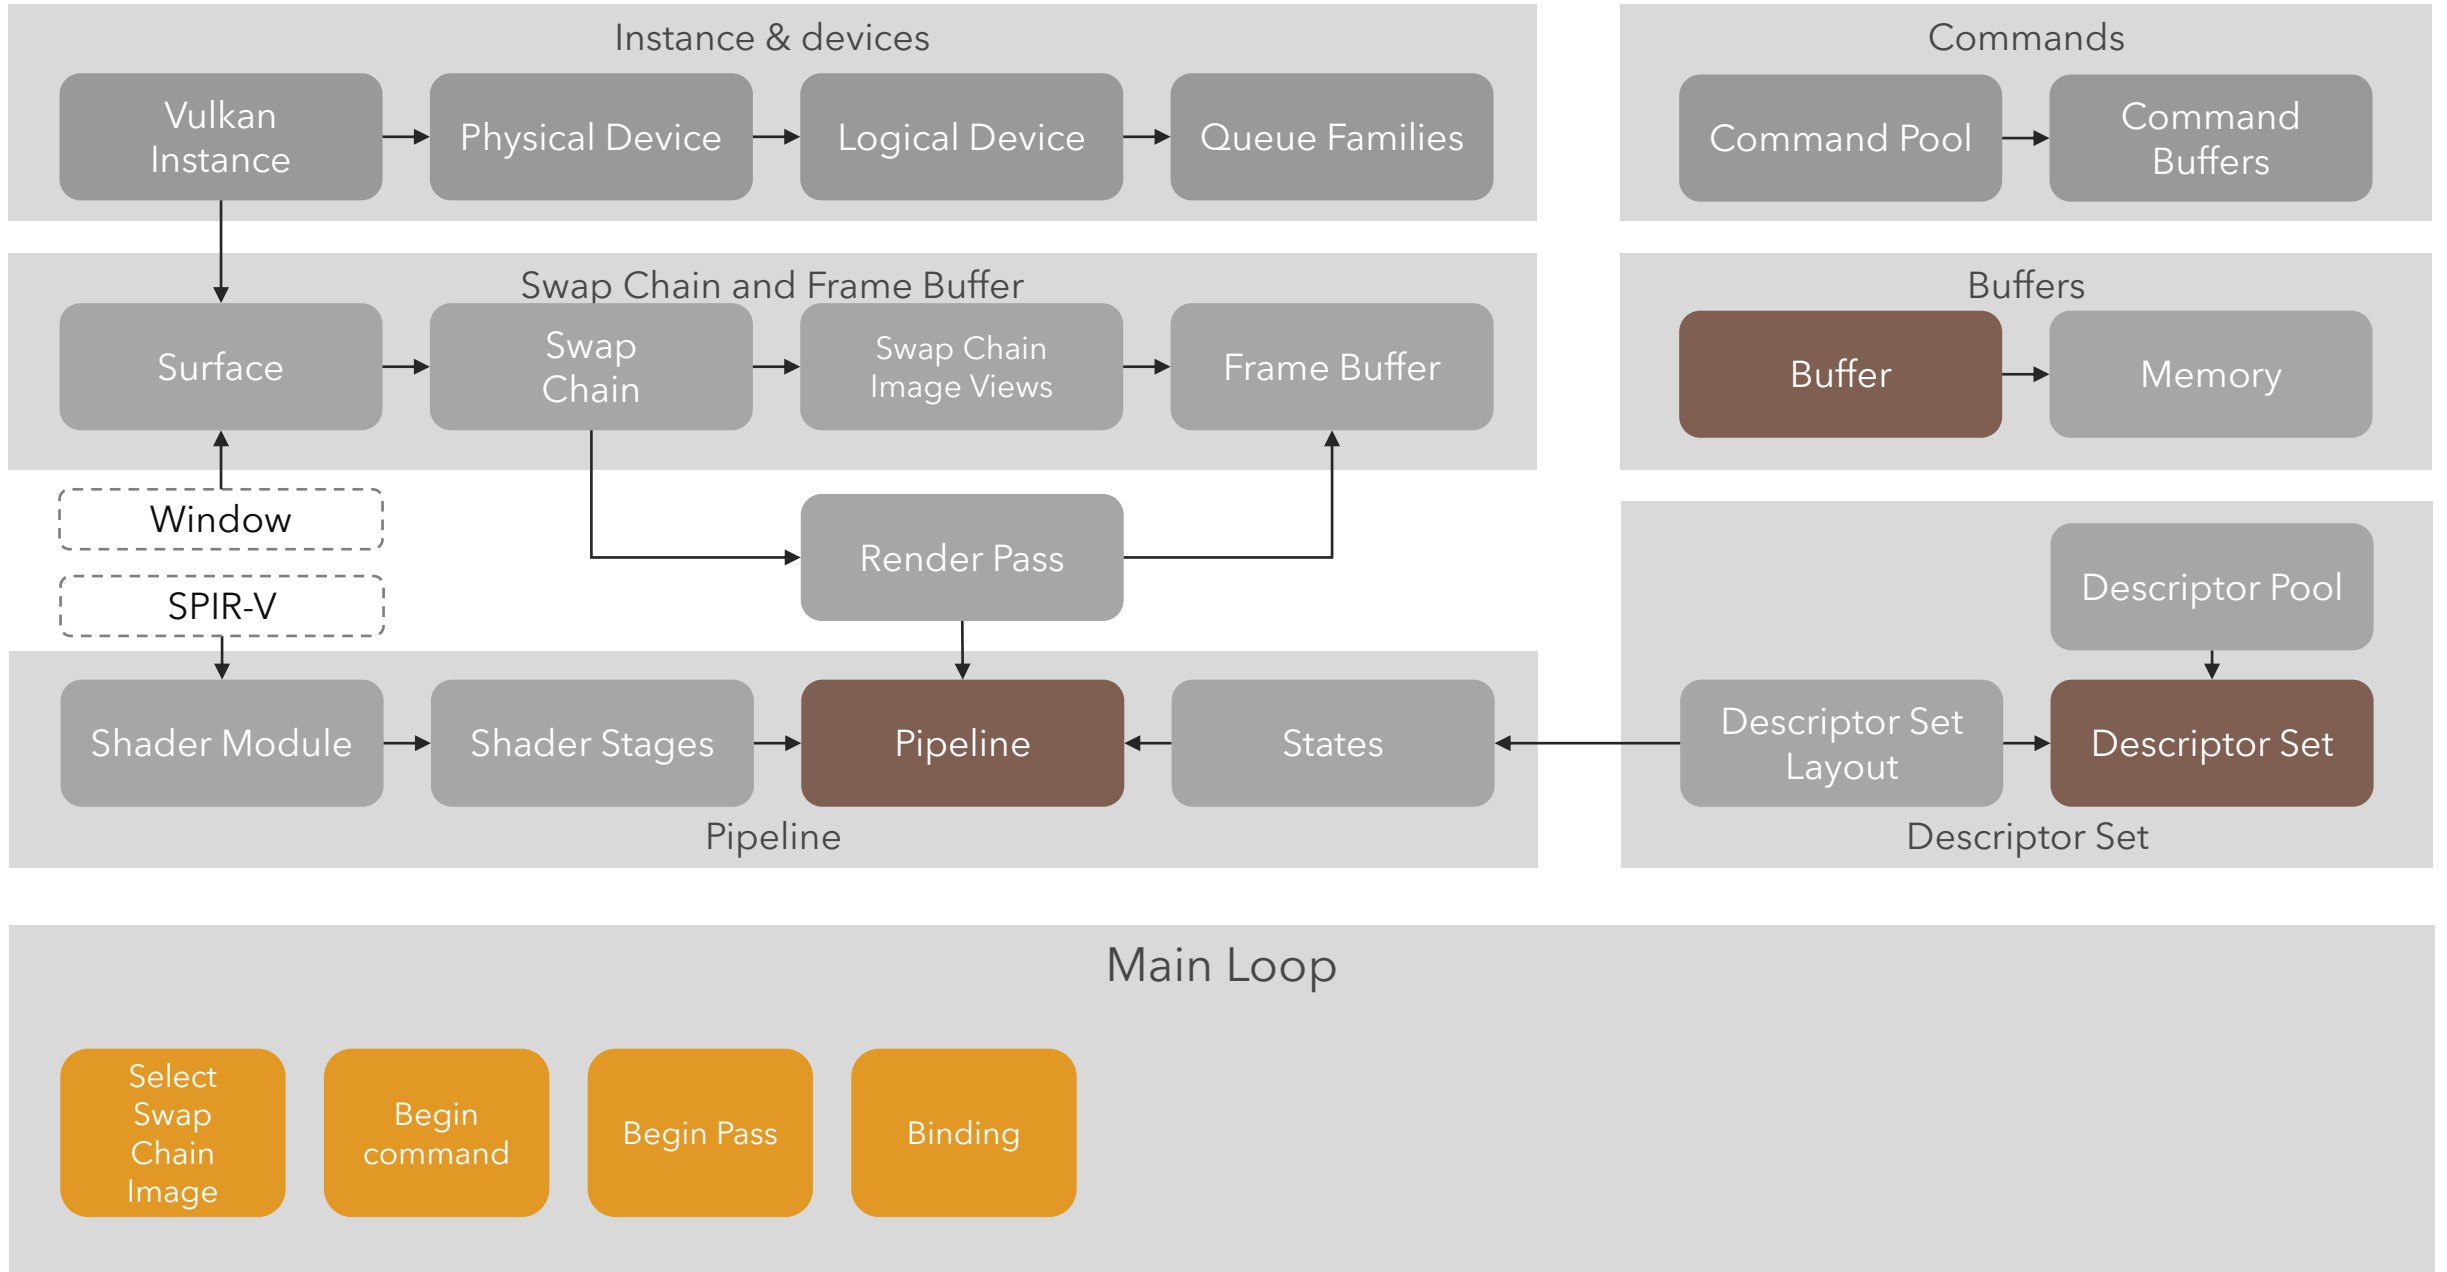 Instance & devices
Vulkan
Instance
Physical Device
Logical Device
Queue Families
Commands
Command Pool
Command
Buffers
Swap Chain and Frame Buffer
Surface
Swap
Chain
Swap Chain
Image Views
Frame Buffer
Buffers
Buffer
Memory
Window
SPIR-V
Render Pass
Descriptor Pool
Shader Module
Shader Stages
Pipeline
States
Descriptor Set
Layout
Descriptor Set
Pipeline
Descriptor Set
Main Loop
Select
Swap
Chain
Image
Begin
command
Begin Pass
Binding